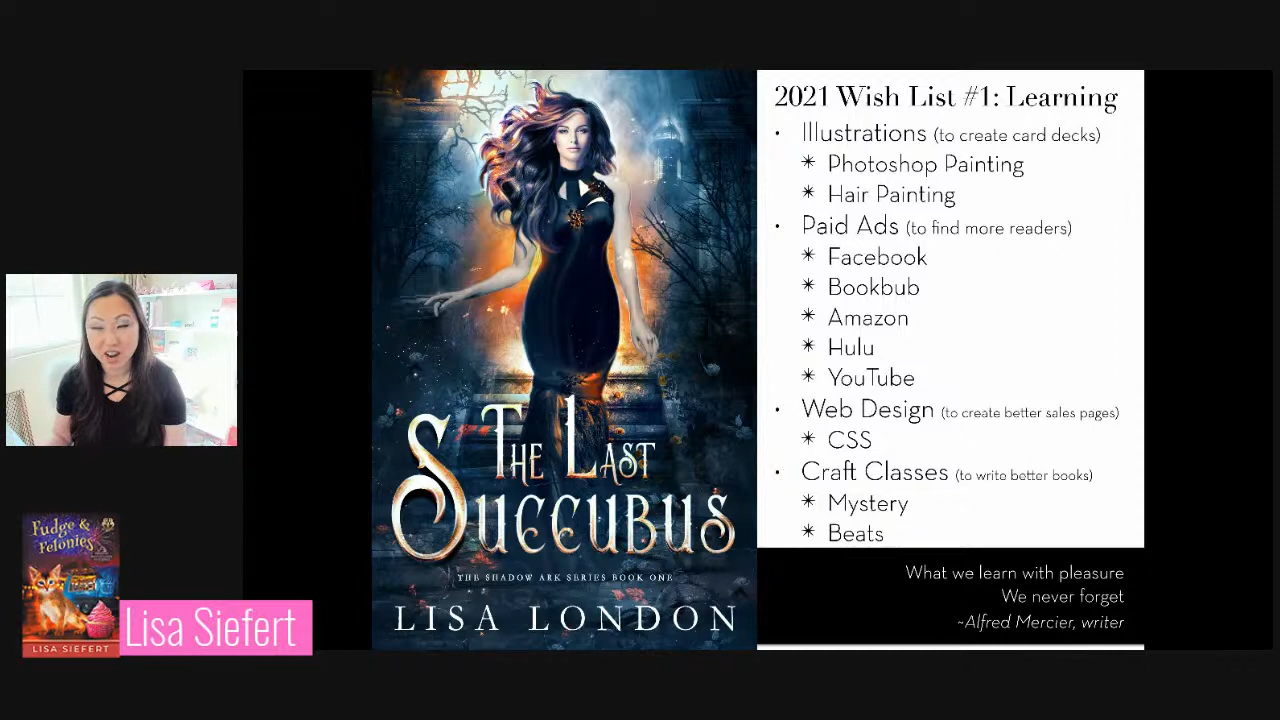 2021 Wish List #1: Learning
• Illustrations (to create card decks)
✴ Photoshop Painting
✴ Hair Painting
• Paid Ads (to find more readers)
✴ Facebook
✴ Bookbub
✴ Amazon
✴ Hulu
✴ YouTube
• Web Design (to create better sales pages)
✴ CSS
• Craft Classes (to write better books)
✴ Mystery
✴ Beats
What we learn with pleasure
We never forget
~Alfred Mercier, writer
The Last
Succubus
THE SHADOW ARK SERIES BOOK ONE
LISA LONDON
Fudge &
Felonies
LISA SIEFERT
Lisa Siefert